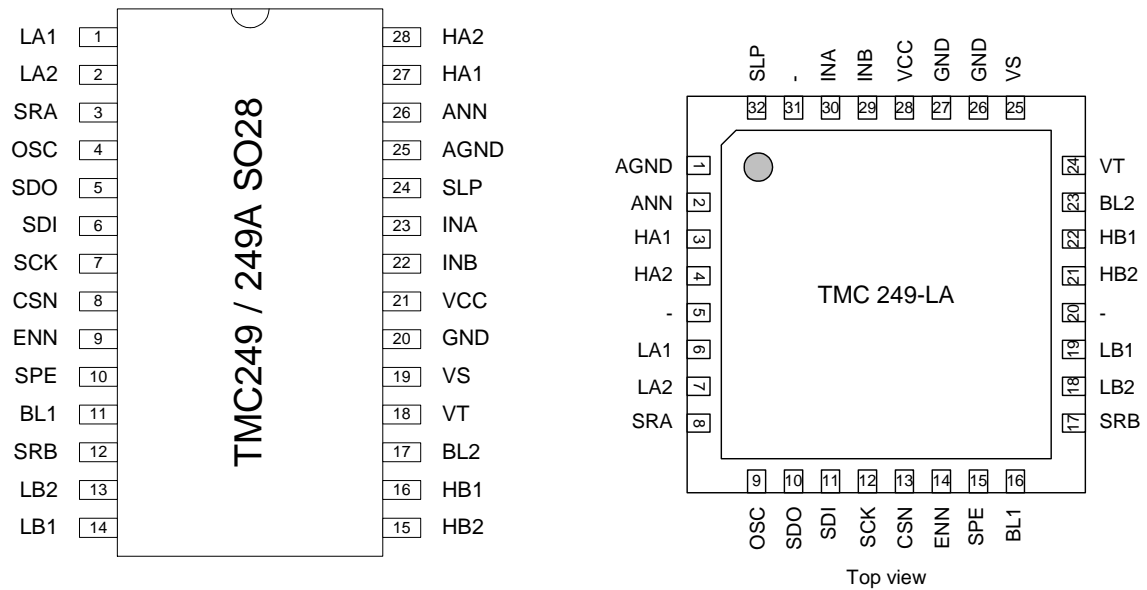 LA1 1
LA2 2
SRA 3
OSC 4
SDO 5
SDI 6
SCK 7
CSN 8
ENN 9
SPE 10
BL1 11
SRB 12
LB2 13
LB1 14
TMC249 / 249A SO28
28 HA2
27 HA1
26 ANN
25 AGND
24 SLP
23 INA
22 INB
21 VCC
20 GND
19 VS
18 VT
17 BL2
16 HB1
15 HB2
SLP - INA INB VCC GND GND VS
32 31 30 29 28 27 26 25
AGND 1
ANN 2
HA1 3
HA2 4
- 5
LA1 6
LA2 7
SRA 8
TMC 249-LA
24 VT
23 BL2
22 HB1
21 HB2
20 -
19 LB1
18 LB2
17 SRB
9 10 11 12 13 14 15 16
OSC SDO SDI SCK CSN ENN SPE BL1
Top view